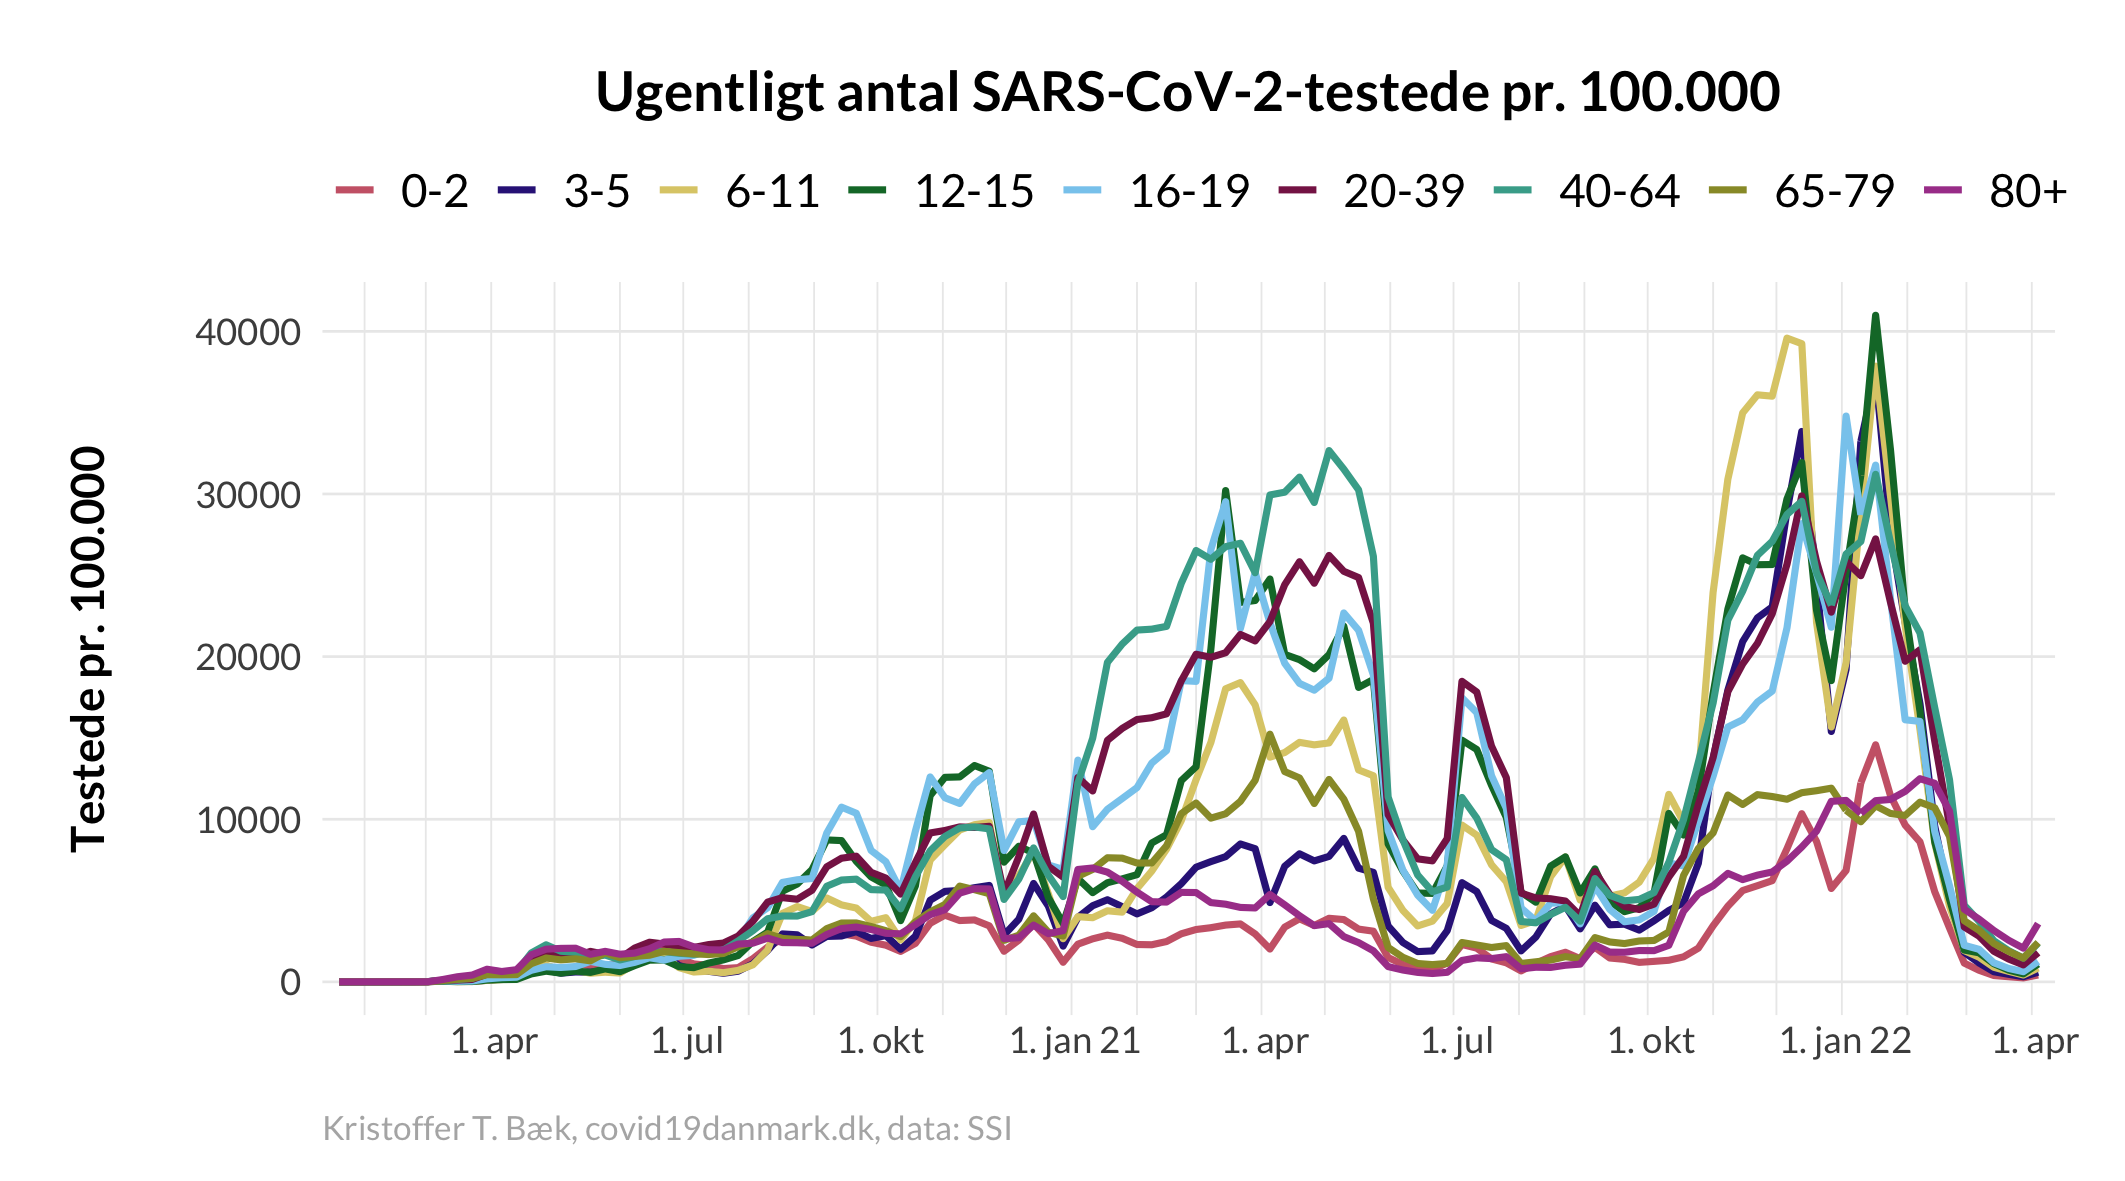 Ugentligt antal SARS-CoV-2-testede pr. 100.000
0-2 3-5 6-11 12-15 16-19 20-39 40-64 65-79 80+
Testede pr. 100.000
40000
30000
20000
10000
0
1. apr 1. jul 1. okt 1. jan 21 1. apr 1. jul 1. okt 1. jan 22 1. apr
Kristoffer T. Bæk, covid19danmark.dk, data: SSI